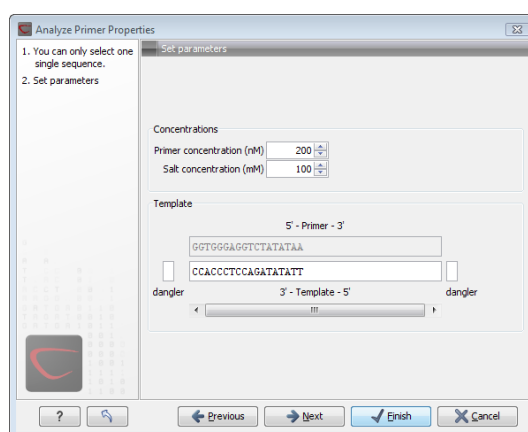 Analyze Primer Properties
1. You can only select one
single sequence.
2. Set parameters
Set parameters
Concentrations
Primer concentration (nM) 200
Salt concentration (mM) 100
Template
5' - Primer - 3'
GGTGGGAGGTCTATATAA
CCACCCTCCAGATATATT
dangler 3' - Template - 5' dangler
? Previous Next Finish Cancel